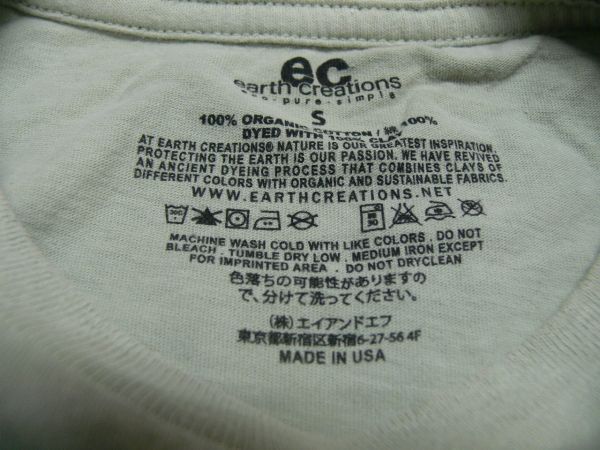 ec
earth creations
pure·simple
S
100% ORGANIC COTTON / 綿 100%
DYED WITH 100% CLAY
AT EARTH CREATIONS® NATURE IS OUR GREATEST INSPIRATION.
PROTECTING THE EARTH IS OUR PASSION. WE HAVE REVIVED
AN ANCIENT DYEING PROCESS THAT COMBINES CLAYS OF
DIFFERENT COLORS WITH ORGANIC AND SUSTAINABLE FABRICS.
WWW.EARTHCREATIONS.NET
MACHINE WASH COLD WITH LIKE COLORS . DO NOT
BLEACH . TUMBLE DRY LOW . MEDIUM IRON EXCEPT
FOR IMPRINTED AREA . DO NOT DRYCLEAN
色落ちの可能性がありますの
で、分けて洗ってください。
(株)エイアンドエフ
東京都新宿区新宿6-27-56 4F
MADE IN USA